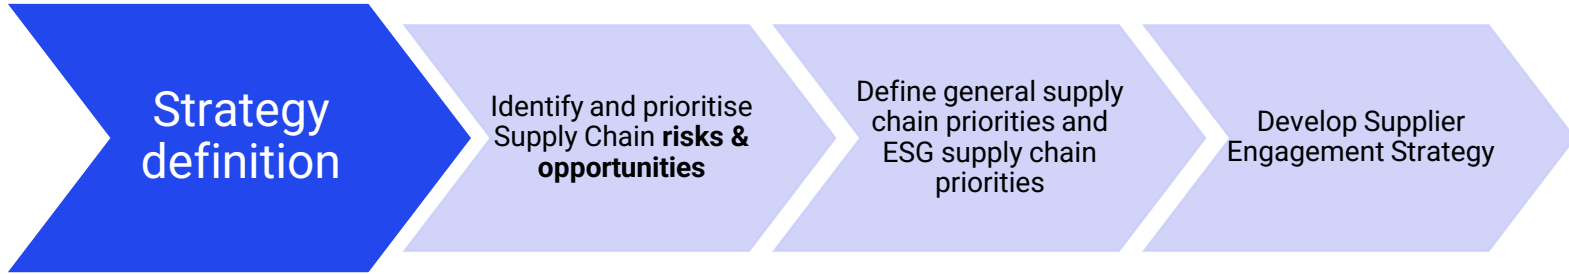 Strategy
definition
Identify and prioritise
Supply Chain risks &
opportunities
Define general supply
chain priorities and
ESG supply chain
priorities
Develop Supplier
Engagement Strategy